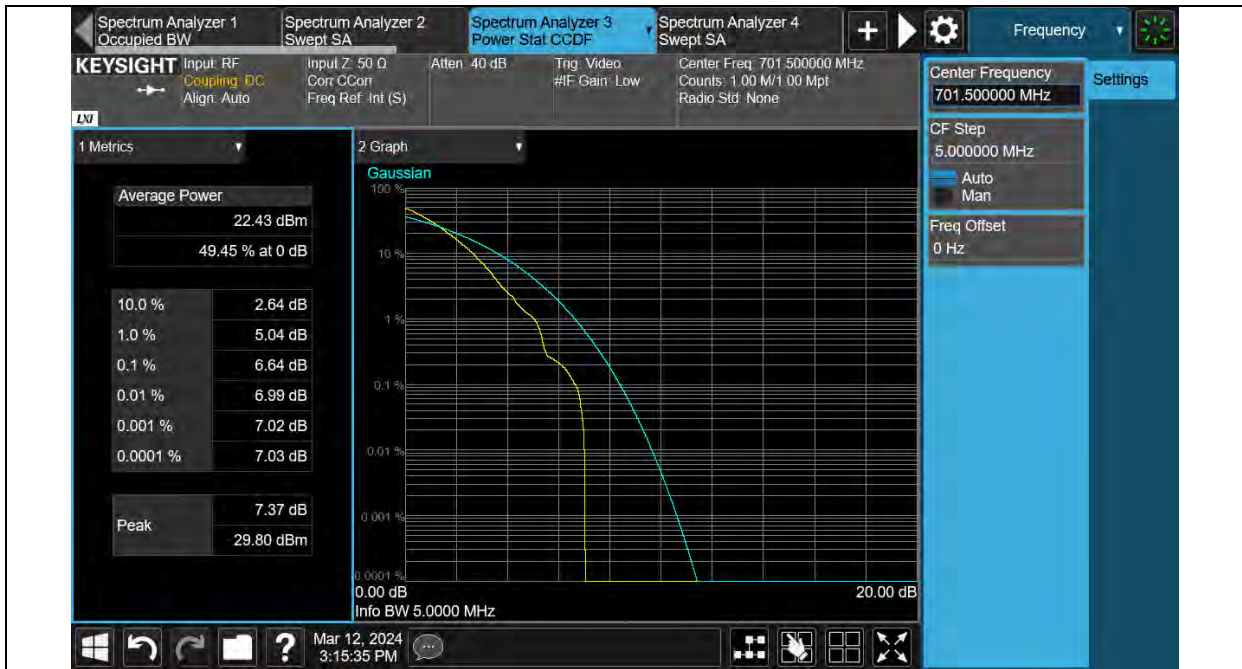 Spectrum Analyzer 1
Occupied BW
Spectrum Analyzer 2
Swept SA
Spectrum Analyzer 3
Power Stat CCDF
Spectrum Analyzer 4
Swept SA
+
Frequency
KEYSIGHT
Input: RF
Coupling: DC
Align: Auto
Input Z: 50 Ω
Corr CCorr
Freq Ref: Int (S)
Atten: 40 dB
Trig: Video
#IF Gain: Low
Center Freq: 701.500000 MHz
Counts: 1.00 M/1.00 Mpt
Radio Std: None
LXI
Center Frequency
701.500000 MHz
Settings
CF Step
5.000000 MHz
Auto
Man
Freq Offset
0 Hz
1 Metrics
Average Power
22.43 dBm
49.45 % at 0 dB
10.0 % 2.64 dB
1.0 % 5.04 dB
0.1 % 6.64 dB
0.01 % 6.99 dB
0.001 % 7.02 dB
0.0001 % 7.03 dB
Peak
7.37 dB
29.80 dBm
2 Graph
Gaussian
100 %
10 %
1 %
0.1 %
0.01 %
0.001 %
0.0001 %
0.00 dB 20.00 dB
Info BW 5.0000 MHz
?
Mar 12, 2024
3:15:35 PM